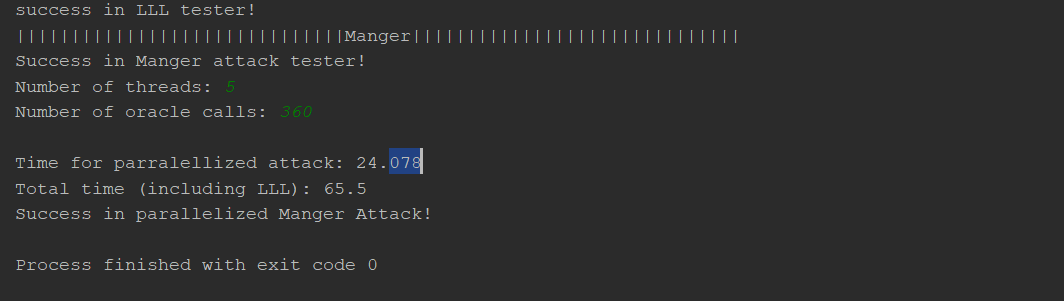 success in LLL tester!
||||||||||||||||||||||||||||||Manger||||||||||||||||||||||||||||||
Success in Manger attack tester!
Number of threads: 5
Number of oracle calls: 360
Time for parralellized attack: 24.078
Total time (including LLL): 65.5
Success in parallelized Manger Attack!
Process finished with exit code 0